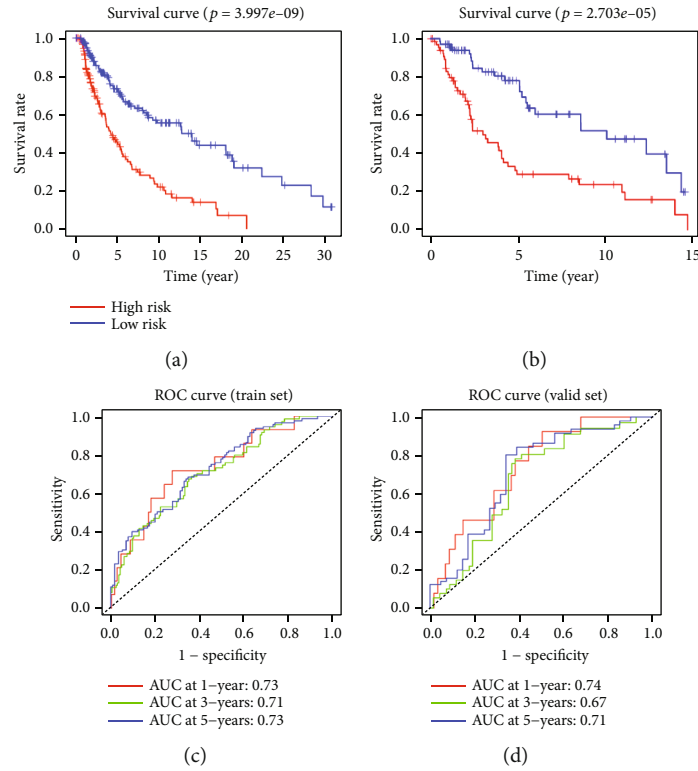 Survival curve (p = 3.997e–09)
Survival rate
1.0
0.8
0.6
0.4
0.2
0.0
0 5 10 15 20 25 30
Time (year)
High risk
Low risk
(a)
Survival curve (p = 2.703e–05)
Survival rate
1.0
0.8
0.6
0.4
0.2
0.0
0 5 10 15
Time (year)
(b)
ROC curve (train set)
Sensitivity
1.0
0.8
0.6
0.4
0.2
0.0
0.0 0.2 0.4 0.6 0.8 1.0
1 − specificity
AUC at 1−year: 0.73
AUC at 3−years: 0.71
AUC at 5−years: 0.73
(c)
ROC curve (valid set)
Sensitivity
1.0
0.8
0.6
0.4
0.2
0.0
0.0 0.2 0.4 0.6 0.8 1.0
1 − specificity
AUC at 1−year: 0.74
AUC at 3−years: 0.67
AUC at 5−years: 0.71
(d)